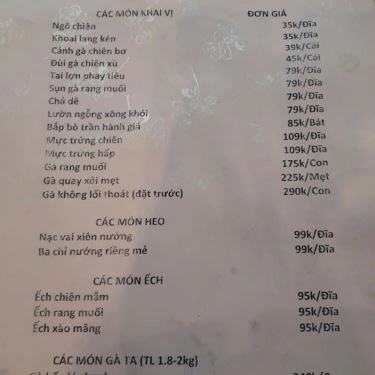 CÁC MÓN KHAI VỊ ĐƠN GIÁ
Ngô chiên 35k/Đĩa
Khoai lang kén 35k/Đĩa
Cánh gà chiên bơ 39k/Cái
Đùi gà chiên xù 45k/Cái
Tai lợn phay tiêu 79k/Đĩa
Sụn gà rang muối 79k/Đĩa
Chả dê 79k/Đĩa
Lườn ngỗng xông khói 79k/Đĩa
Bắp bò trần hành giá 85k/Bát
Mực trứng chiên 109k/Đĩa
Mực trứng hấp 109k/Đĩa
Gà rang muối 175k/Con
Gà quay xôi mẹt 225k/Mẹt
Gà không lối thoát (đặt trước) 290k/Con
CÁC MÓN HEO
Nạc vai xiên nướng 99k/Đĩa
Ba chỉ nướng riềng mẻ 99k/Đĩa
CÁC MÓN ẾCH
Ếch chiên mắm 95k/Đĩa
Ếch rang muối 95k/Đĩa
Ếch xào măng 95k/Đĩa
CÁC MÓN GÀ TA (TL 1.8-2kg)